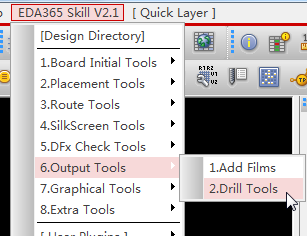 EDA365 Skill V2.1 [ Quick Layer ]
[Design Directory]
1.Board Initial Tools
2.Placement Tools
3.Route Tools
4.SilkScreen Tools
5.DFx Check Tools
6.Output Tools
1.Add Films
7.Graphical Tools
2.Drill Tools
8.Extra Tools
[ User Plugins ]